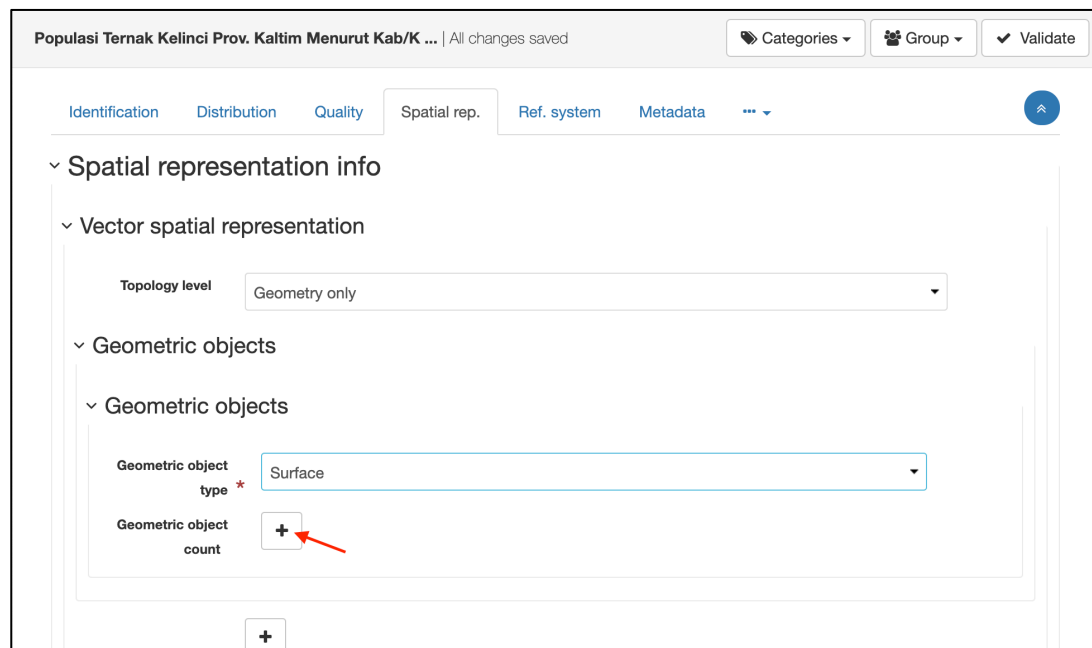 Populasi Ternak Kelinci Prov. Kaltim Menurut Kab/K ... | All changes saved Categories Group Validate
Identification Distribution Quality Spatial rep. Ref. system Metadata
Spatial representation info
Vector spatial representation
Topology level Geometry only
Geometric objects
Geometric objects
Geometric object type * Surface
Geometric object count +
+